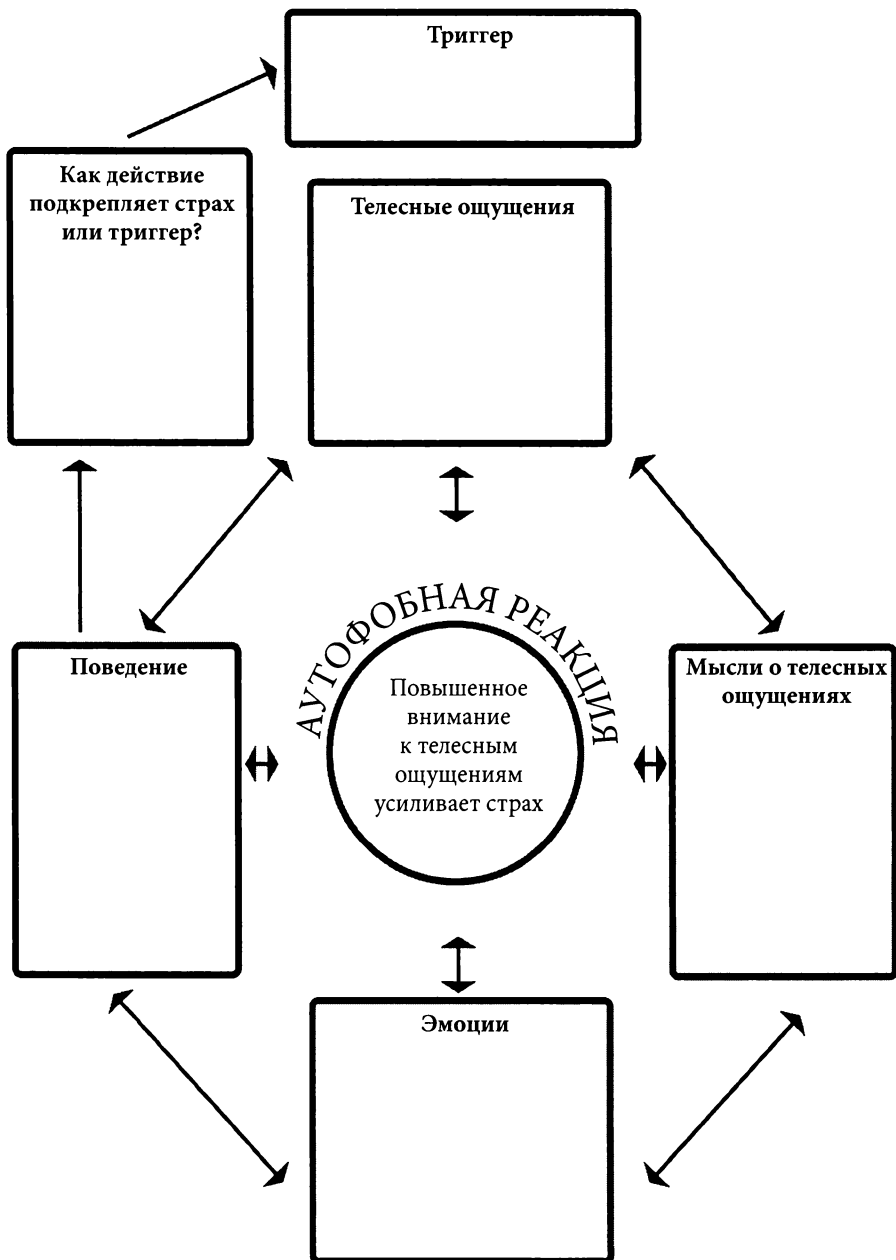 Триггер
Как действие
подкрепляет страх
или триггер?
Телесные ощущения
АУТОФОБНАЯ РЕАКЦИЯ
Повышенное
внимание
к телесным
ощущениям
усиливает страх
Поведение
Мысли о телесных
ощущениях
Эмоции